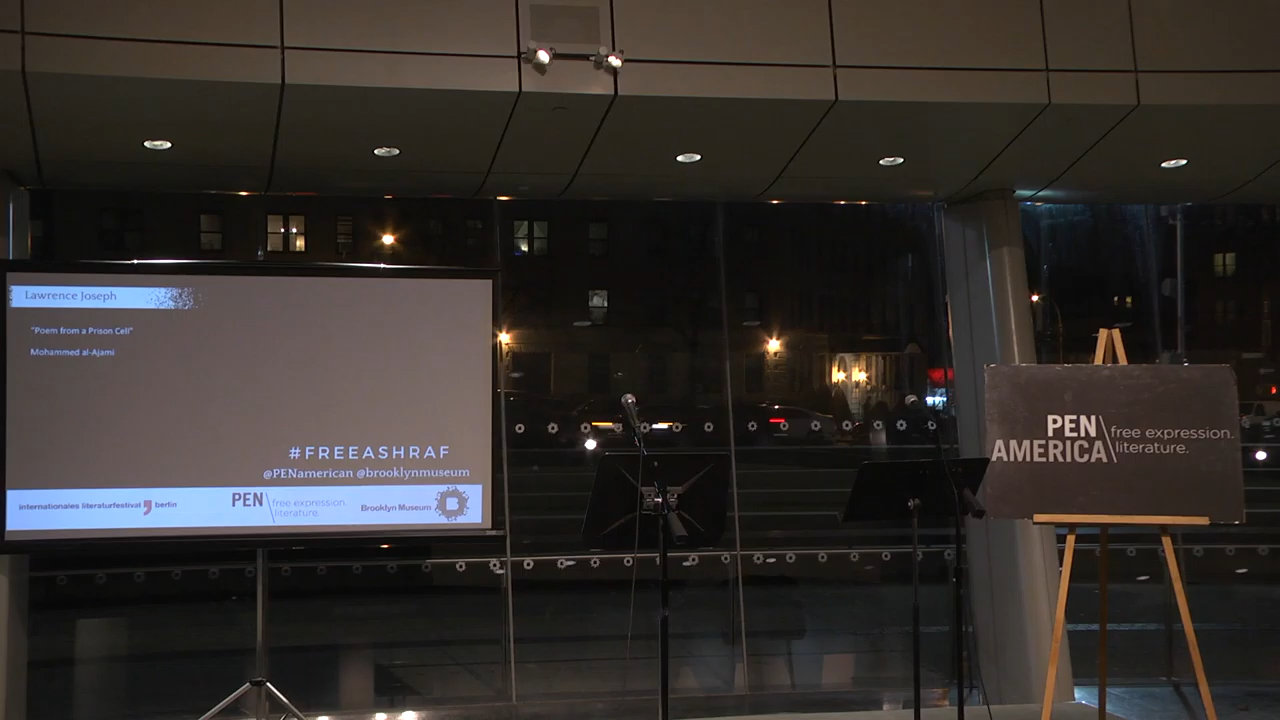 Lawrence Joseph
"Poem from a Prison Cell"
Mohammed al-Ajami
#FREEASHRAF
@PENamerican @brooklynmuseum
internationales literaturfestival berlin
PEN
free expression.
literature.
Brooklyn Museum
B
PEN
AMERICA
free expression.
literature.